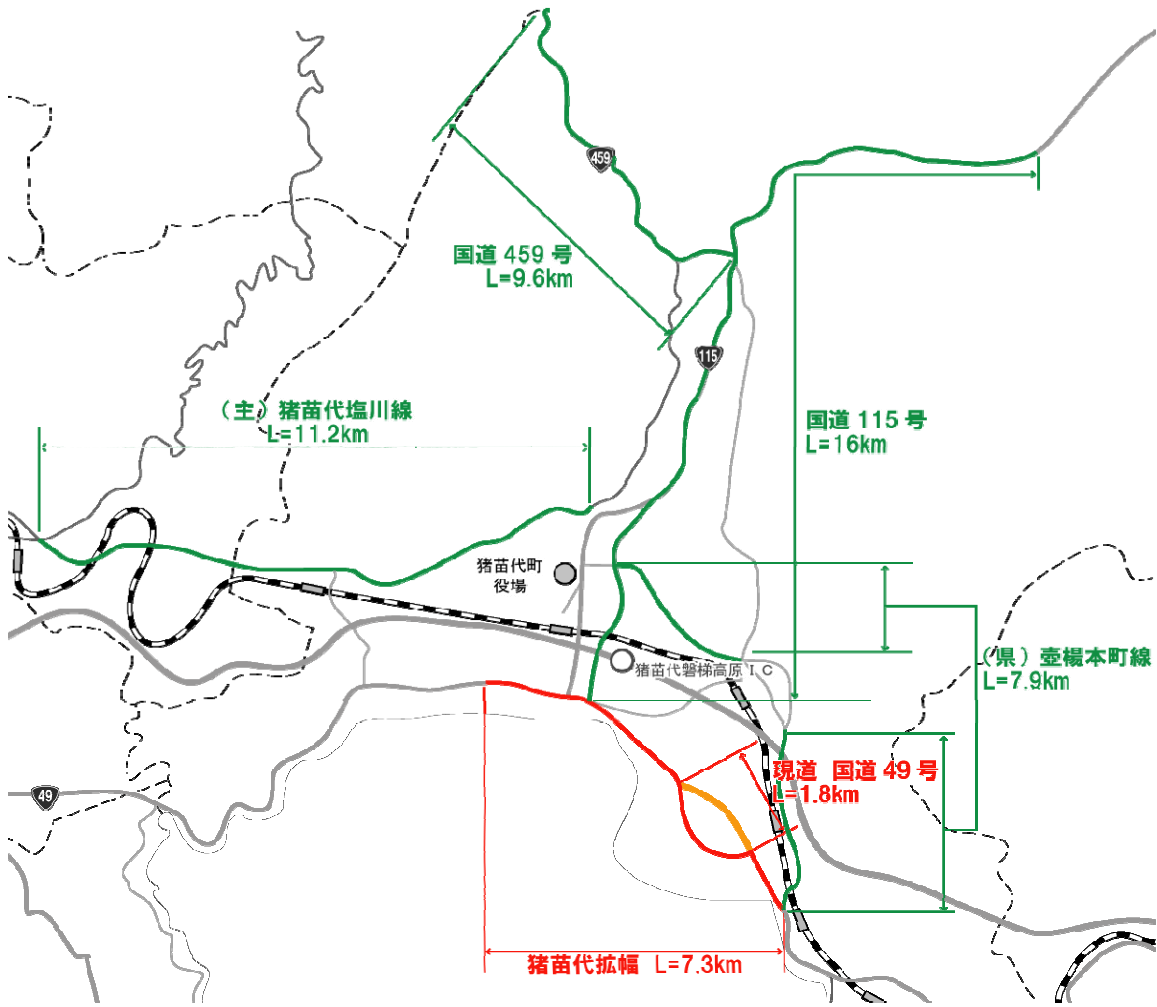 459
国道 459 号
L=9.6km
115
(主) 猪苗代塩川線
L=11.2km
国道 115 号
L=16km
猪苗代町
役場
猪苗代磐梯高原ＩＣ
(県) 壺楊本町線
L=7.9km
現道 国道 49 号
L=1.8km
49
猪苗代拡幅 L=7.3km